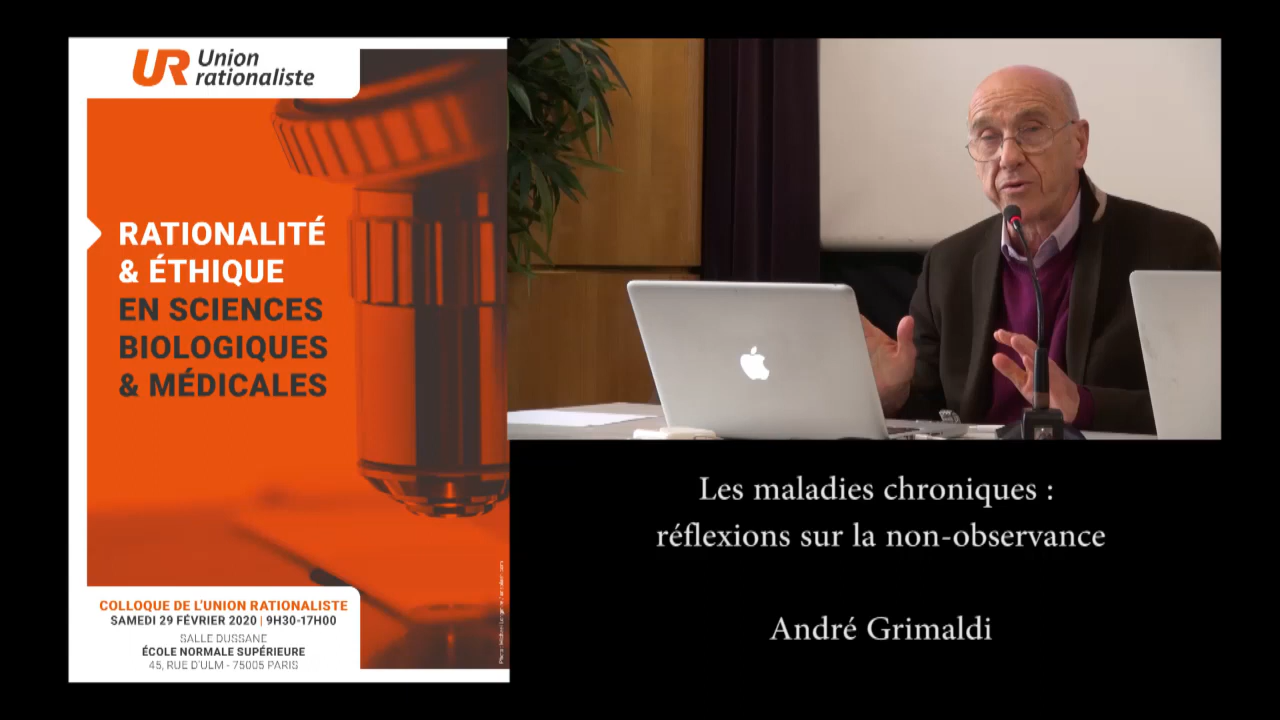 UR Union
rationaliste
RATIONALITÉ
& ÉTHIQUE
EN SCIENCES
BIOLOGIQUES
& MÉDICALES
COLLOQUE DE L'UNION RATIONALISTE
SAMEDI 29 FÉVRIER 2020 | 9H30-17H00
SALLE DUSSANE
ÉCOLE NORMALE SUPÉRIEURE
45, RUE D'ULM - 75005 PARIS
Les maladies chroniques :
réflexions sur la non-observance
André Grimaldi